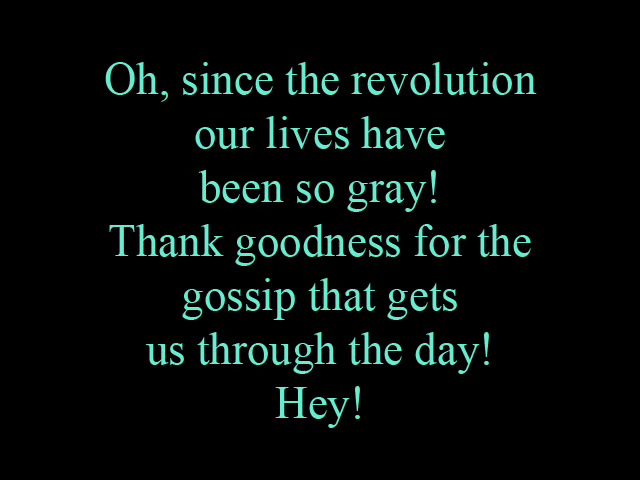 Oh, since the revolution
our lives have
been so gray!
Thank goodness for the
gossip that gets
us through the day!
Hey!